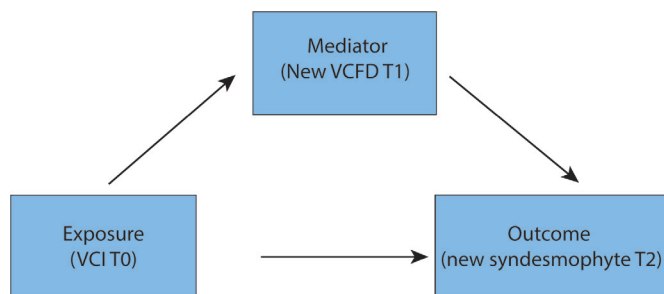 Mediator
(New VCFD T1)
Exposure
(VCI T0)
Outcome
(new syndesmophyte T2)